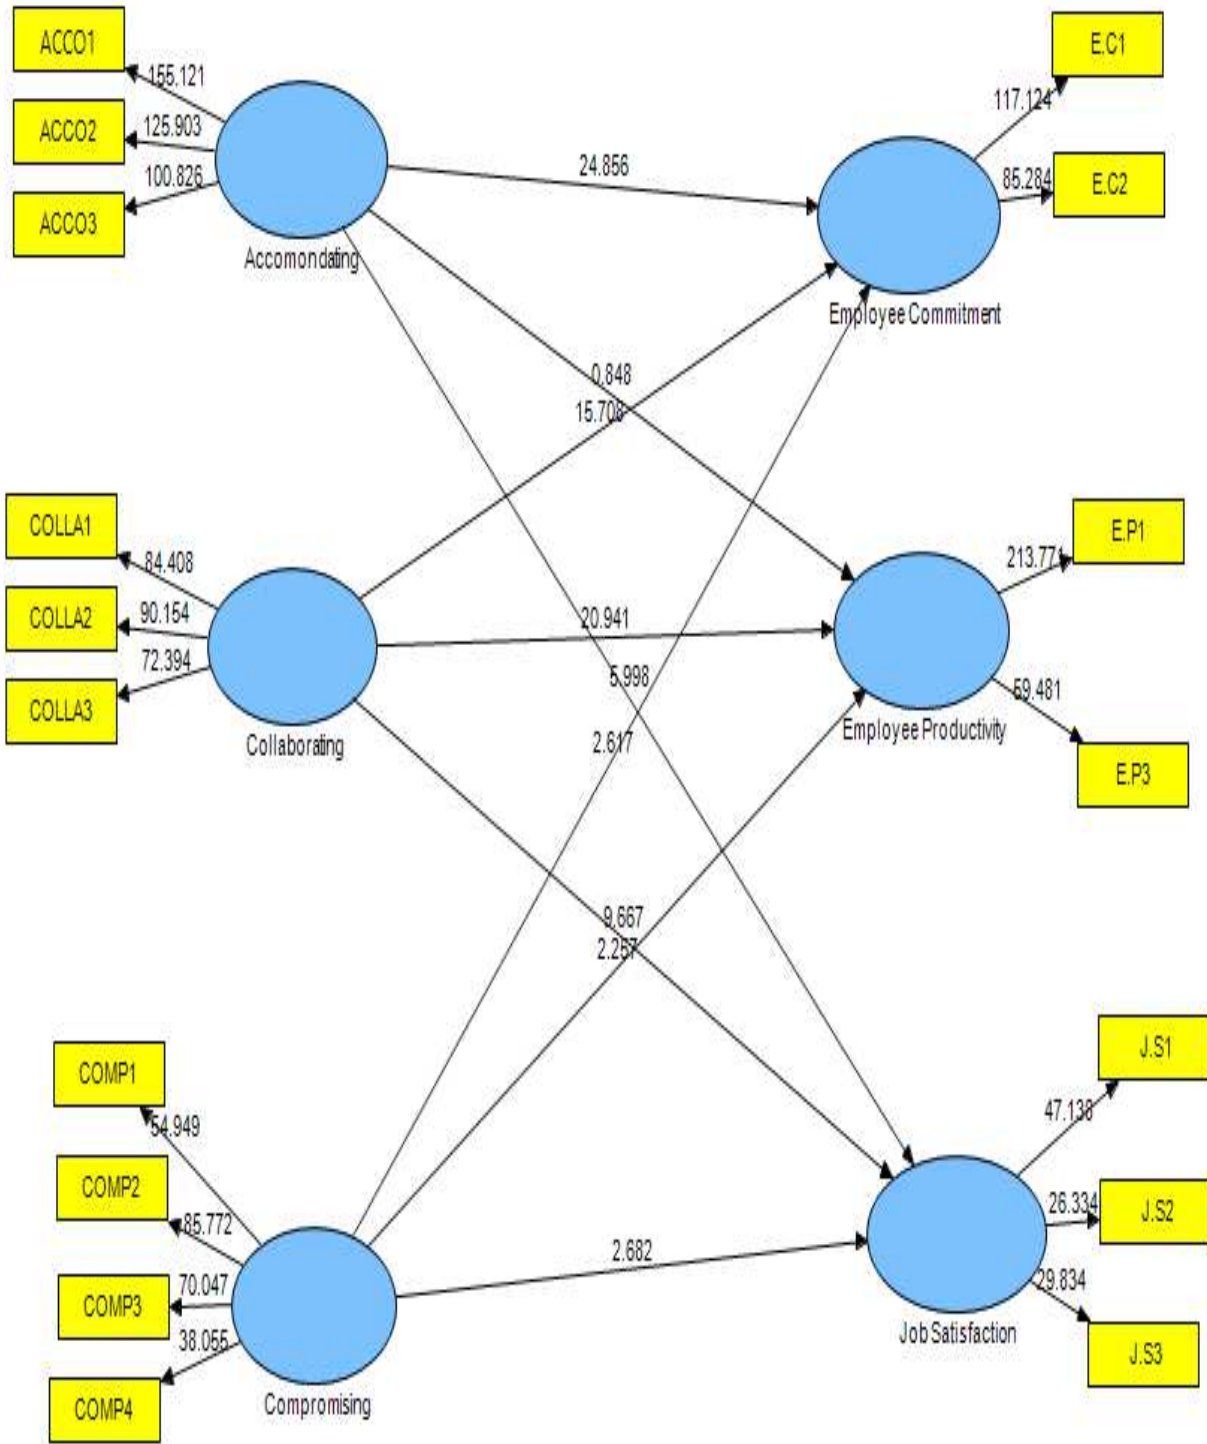 ACCO1
155.121
ACCO2
125.903
100.826
ACCO3
Accomondating
E.C1
117.124
E.C2
85.284
Employee Commitment
24.856
0.848
15.708
COLLA1
84.408
COLLA2
90.154
72.394
COLLA3
Collaborating
20.941
5.998
2.617
E.P1
213.771
59.481
Employee Productivity
E.P3
9.667
2.257
COMP1
54.949
COMP2
85.772
70.047
COMP3
38.055
COMP4
Compromising
2.682
J.S1
47.138
26.334
J.S2
29.834
Job Satisfaction
J.S3